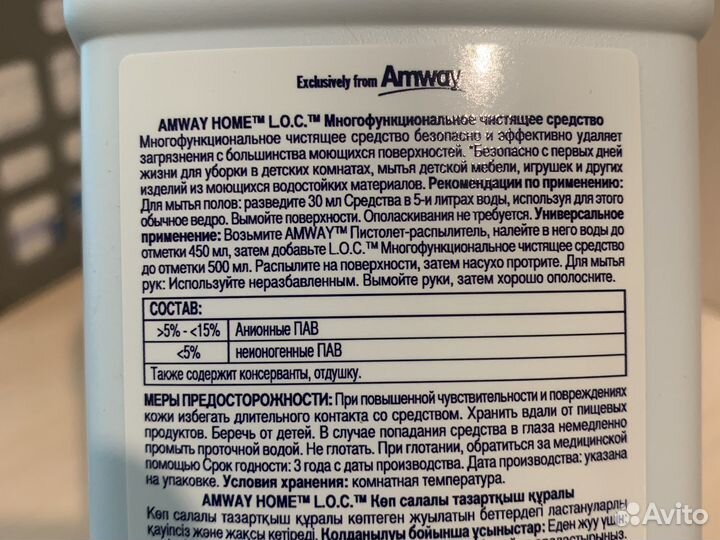 Exclusively from Amway
AMWAY HOME™ L.O.C.™ Многофункциональное чистящее средство
Многофункциональное чистящее средство безопасно и эффективно удаляет
загрязнения с большинства моющихся поверхностей. *Безопасно с первых дней
жизни для уборки в детских комнатах, мытья детской мебели, игрушек и других
изделий из моющихся водостойких материалов. Рекомендации по применению:
Для мытья полов: разведите 30 мл Средства в 5-и литрах воды, используя для этого
обычное ведро. Вымойте поверхности. Ополаскивания не требуется. Универсальное
применение: Возьмите AMWAY™ Пистолет-распылитель, налейте в него воды до
отметки 450 мл, затем добавьте L.O.C.™ Многофункциональное чистящее средство
до отметки 500 мл. Распылите на поверхности, затем насухо протрите. Для мытья
рук: Используйте неразбавленным. Вымойте руки, затем хорошо ополосните.
СОСТАВ:
>5% - <15% Анионные ПАВ
<5% неионогенные ПАВ
Также содержит консерванты, отдушку.
МЕРЫ ПРЕДОСТОРОЖНОСТИ: При повышенной чувствительности и повреждениях
кожи избегать длительного контакта со средством. Хранить вдали от пищевых
продуктов. Беречь от детей. В случае попадания средства в глаза немедленно
промыть проточной водой. Не глотать. При глотании, обратиться за медицинской
помощью Срок годности: 3 года с даты производства. Дата производства: указана
на упаковке. Условия хранения: комнатная температура.
AMWAY HOME™ L.O.C.™ Көп салалы тазартқыш құралы
Көп салалы тазартқыш құралы көптеген жуылатын беттердегі ластануларды
қауіпсіз және жақсы кетіреді. Қолданылуы бойынша ұсыныстар: Еден жуу үшін
Avito